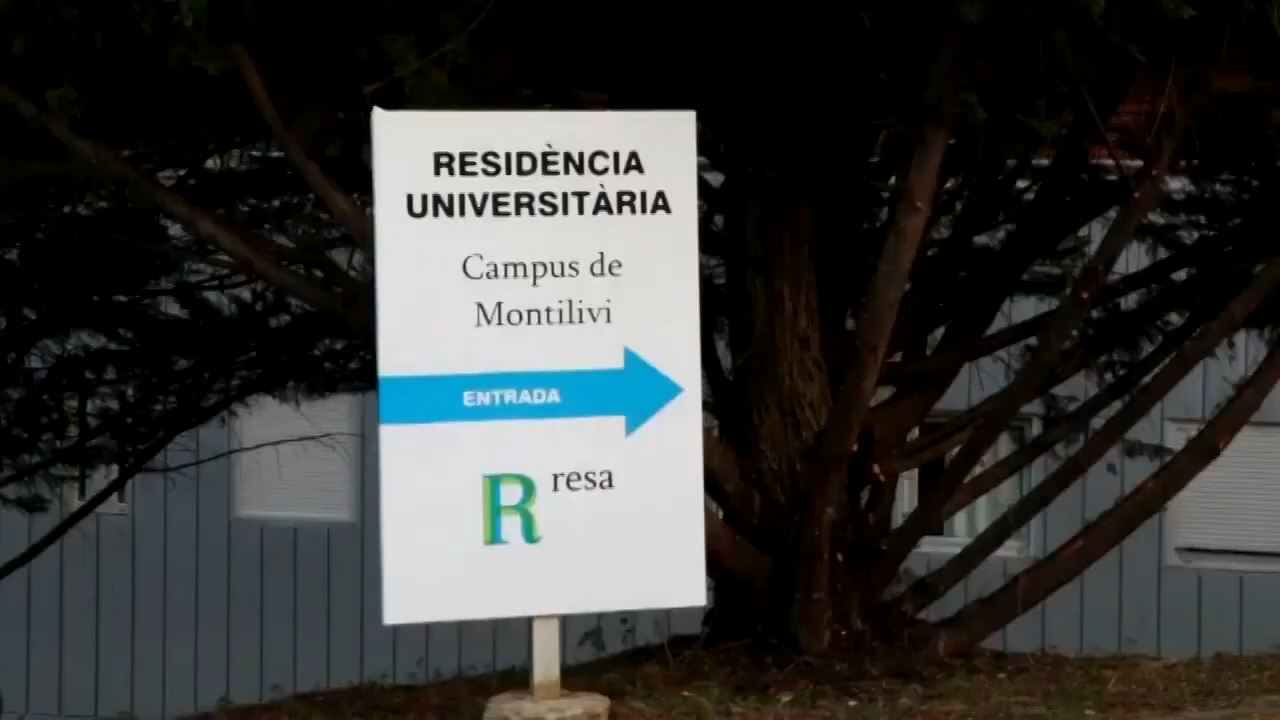 RESIDÈNCIA
UNIVERSITÀRIA
Campus de
Montilivi
ENTRADA
R resa